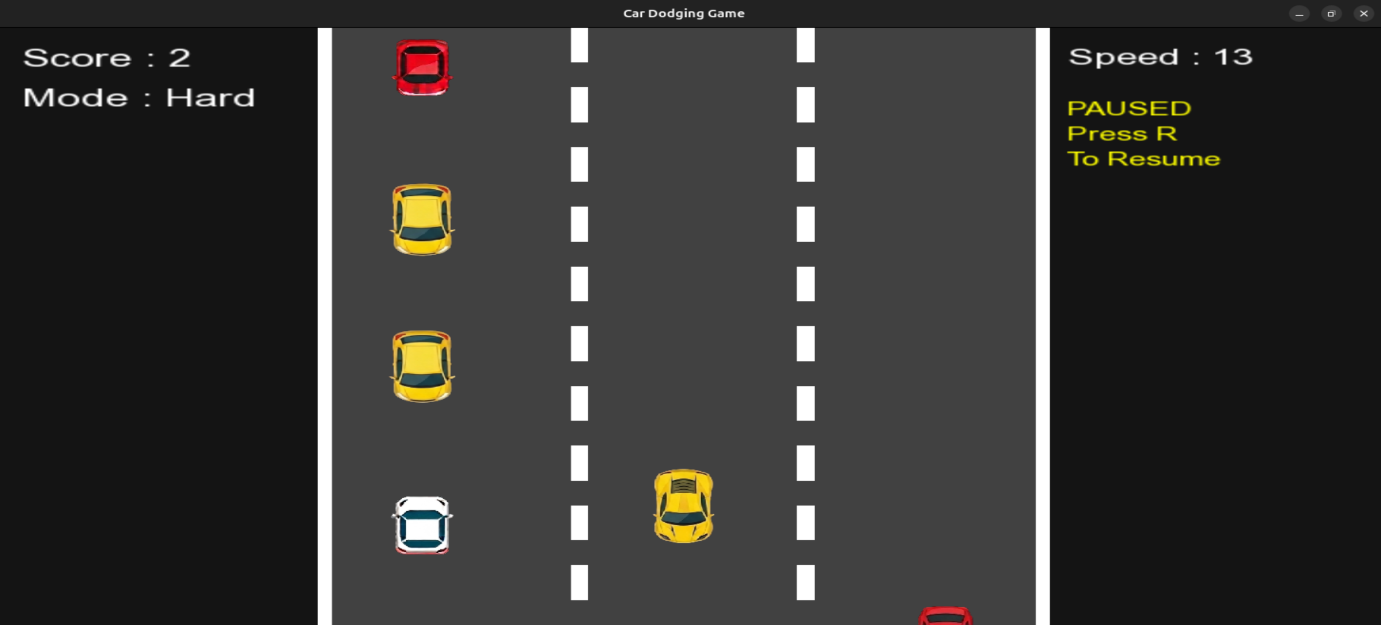 Car Dodging Game
Score : 2
Mode : Hard
Speed : 13
PAUSED
Press R
To Resume